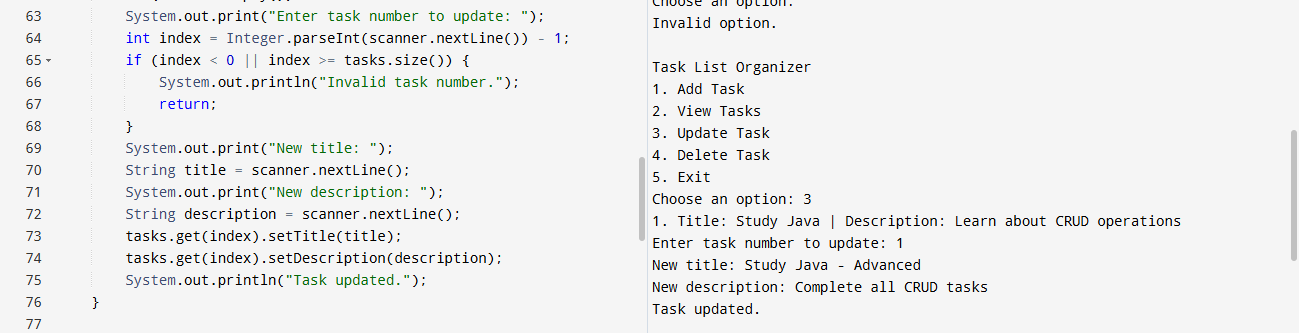 63 System.out.print("Enter task number to update: ");
64 int index = Integer.parseInt(scanner.nextLine()) - 1;
65 if (index < 0 || index >= tasks.size()) {
66 System.out.println("Invalid task number.");
67 return;
68 }
69 System.out.print("New title: ");
70 String title = scanner.nextLine();
71 System.out.print("New description: ");
72 String description = scanner.nextLine();
73 tasks.get(index).setTitle(title);
74 tasks.get(index).setDescription(description);
75 System.out.println("Task updated.");
76 }
77
Choose an option:
Invalid option.
Task List Organizer
1. Add Task
2. View Tasks
3. Update Task
4. Delete Task
5. Exit
Choose an option: 3
1. Title: Study Java | Description: Learn about CRUD operations
Enter task number to update: 1
New title: Study Java - Advanced
New description: Complete all CRUD tasks
Task updated.